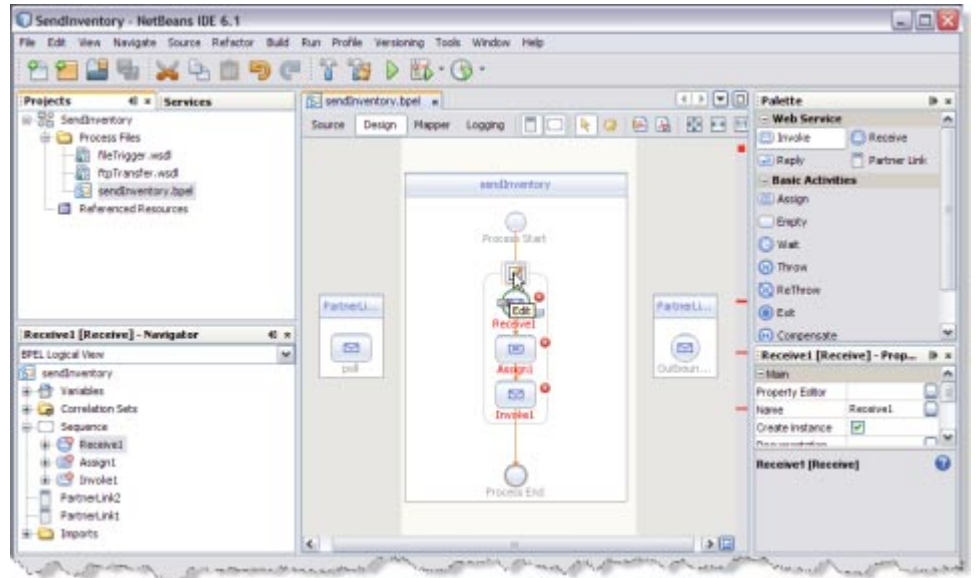 SendInventory - NetBeans IDE 6.1
File Edit View Navigate Source Refactor Build Run Profile Versioning Tools Window Help
Projects
Services
SendInventory
Process Files
fileTrigger.wsdl
ftpTransfer.wsdl
sendInventory.bpel
Referenced Resources
Receive1 [Receive] - Navigator
BPEL Logical View
sendInventory
Variables
Correlation Sets
Sequence
Receive1
Assign1
Invoke1
PartnerLink2
PartnerLink1
Imports
sendInventory.bpel
Source Design Mapper Logging
sendInventory
Process Start
Edit
Receive1
Assign1
Invoke1
Process End
PartnerLi...
poll
PartnerLi...
Outboun...
Palette
Web Service
Invoke Receive
Reply Partner Link
Basic Activities
Assign
Empty
Wait
Throw
ReThrow
Exit
Compensate
Receive1 [Receive] - Prop...
Main
Property Editor
Name Receive1
Create Instance
Documentation
Receive1 [Receive]